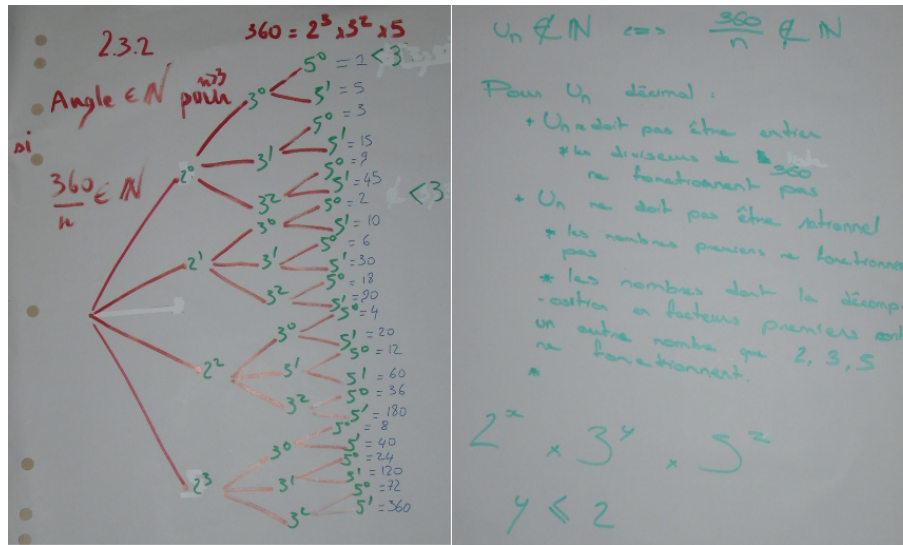 2.3.2
360 = 2³ x 3² x 5
Angle ∈ ℕ pour n≥3
si
360/n ∈ ℕ
2⁰
3⁰
5⁰ = 1 <3
5¹ = 5
3¹
5⁰ = 3
5¹ = 15
3²
5⁰ = 9
5¹ = 45
2¹
3⁰
5⁰ = 2 <3
5¹ = 10
3¹
5⁰ = 6
5¹ = 30
3²
5⁰ = 18
5¹ = 90
2²
3⁰
5⁰ = 4
5¹ = 20
3¹
5⁰ = 12
5¹ = 60
3²
5⁰ = 36
5¹ = 180
2³
3⁰
5⁰ = 8
5¹ = 40
3¹
5⁰ = 24
5¹ = 120
3²
5⁰ = 72
5¹ = 360
Un ∉ ℕ <=> 360/n ∉ ℕ
Pour Un décimal :
+ Un ne doit pas être entier
* les diviseurs de 360
ne fonctionnent pas
+ Un ne doit pas être rationnel
* les nombres premiers ne fonctionnent
pas
* les nombres dont la décomp
-osition en facteurs premiers cont
un autre nombre que 2, 3, 5
ne fonctionnent.
*
2ˣ x 3ʸ x 5ᶻ
y ⩽ 2